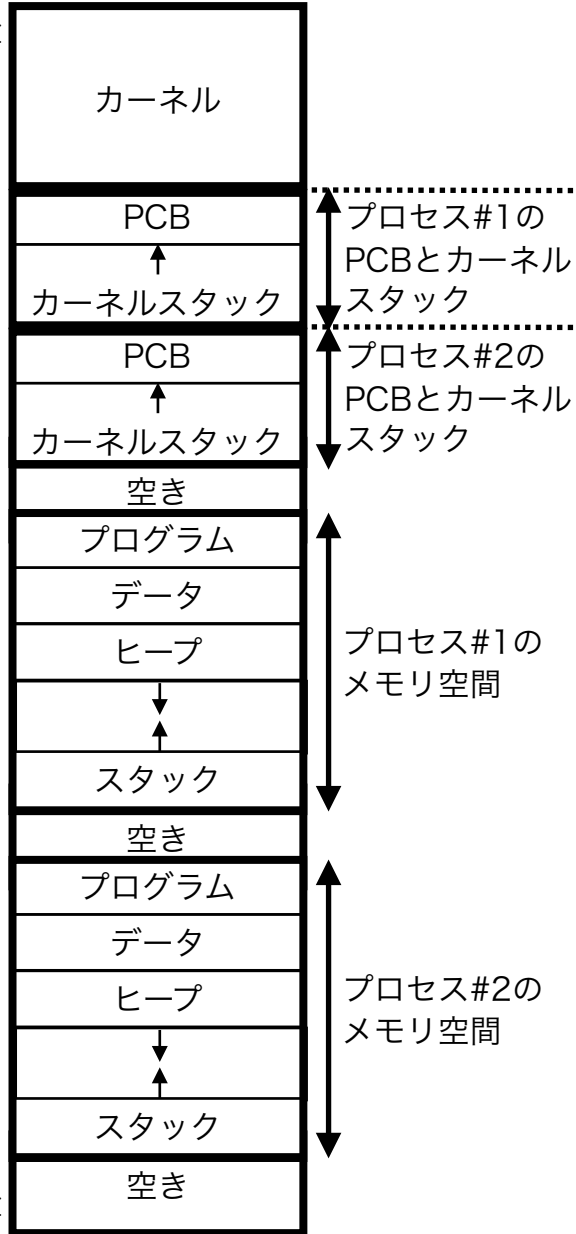 カーネル
PCB
カーネルスタック
プロセス#1の
PCBとカーネル
スタック
PCB
カーネルスタック
プロセス#2の
PCBとカーネル
スタック
空き
プログラム
データ
ヒープ
スタック
プロセス#1の
メモリ空間
空き
プログラム
データ
ヒープ
スタック
プロセス#2の
メモリ空間
空き